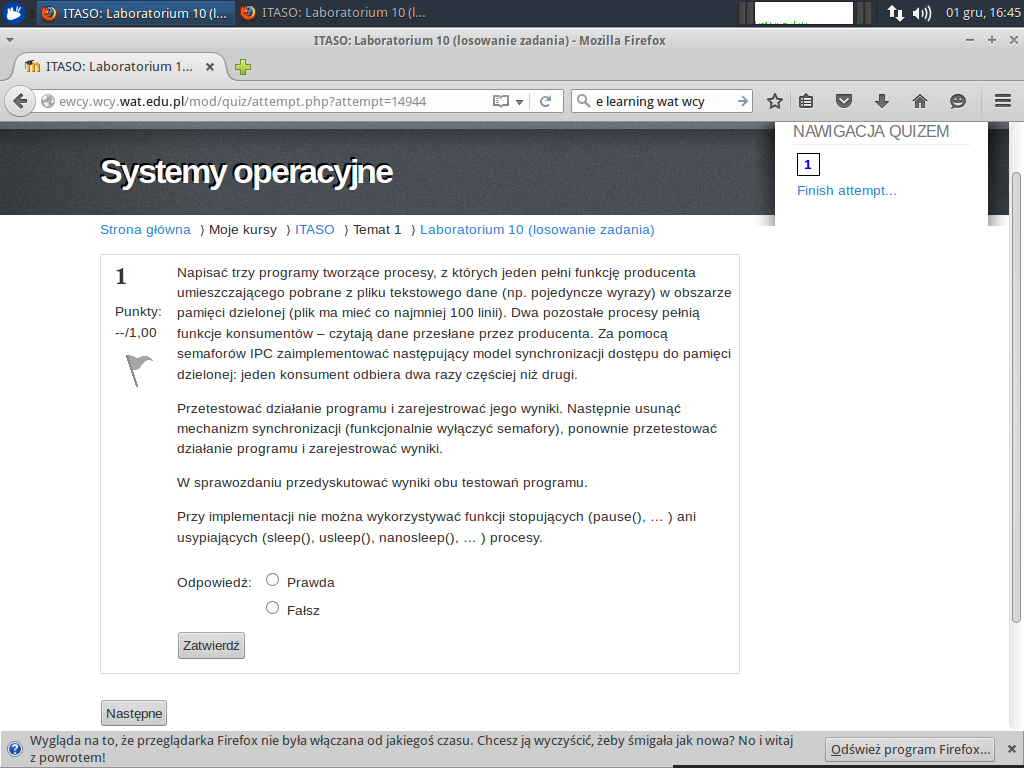 ITASO: Laboratorium 10 (l...
ITASO: Laboratorium 10 (l...
01 gru, 16:45
ITASO: Laboratorium 10 (losowanie zadania) - Mozilla Firefox
ITASO: Laboratorium 1...
ewcy.wcy.wat.edu.pl/mod/quiz/attempt.php?attempt=14944
e learning wat wcy
NAWIGACJA QUIZEM
1
Finish attempt...
Systemy operacyjne
Strona główna ⟩ Moje kursy ⟩ ITASO ⟩ Temat 1 ⟩ Laboratorium 10 (losowanie zadania)
1
Punkty:
--/1,00
Napisać trzy programy tworzące procesy, z których jeden pełni funkcję producenta
umieszczającego pobrane z pliku tekstowego dane (np. pojedyncze wyrazy) w obszarze
pamięci dzielonej (plik ma mieć co najmniej 100 linii). Dwa pozostałe procesy pełnią
funkcje konsumentów – czytają dane przesłane przez producenta. Za pomocą
semaforów IPC zaimplementować następujący model synchronizacji dostępu do pamięci
dzielonej: jeden konsument odbiera dwa razy częściej niż drugi.
Przetestować działanie programu i zarejestrować jego wyniki. Następnie usunąć
mechanizm synchronizacji (funkcjonalnie wyłączyć semafory), ponownie przetestować
działanie programu i zarejestrować wyniki.
W sprawozdaniu przedyskutować wyniki obu testowań programu.
Przy implementacji nie można wykorzystywać funkcji stopujących (pause(), … ) ani
usypiających (sleep(), usleep(), nanosleep(), … ) procesy.
Odpowiedź:
Prawda
Fałsz
Zatwierdź
Następne
Wygląda na to, że przeglądarka Firefox nie była włączana od jakiegoś czasu. Chcesz ją wyczyścić, żeby śmigała jak nowa? No i witaj
z powrotem!
Odśwież program Firefox...